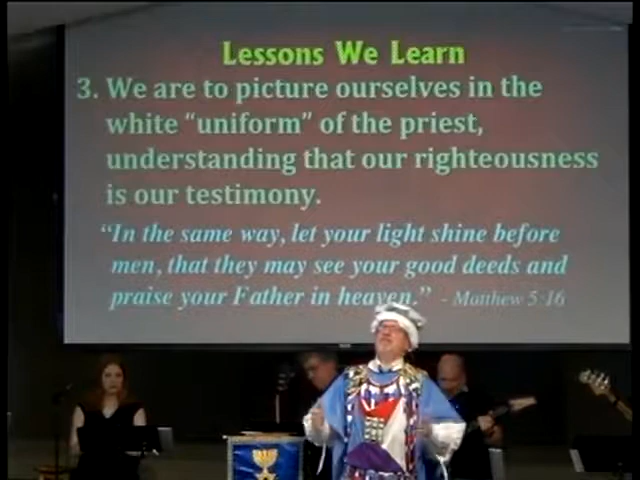 Lessons We Learn
3. We are to picture ourselves in the
white “uniform” of the priest,
understanding that our righteousness
is our testimony.
“In the same way, let your light shine before
men, that they may see your good deeds and
praise your Father in heaven.” - Matthew 5:16